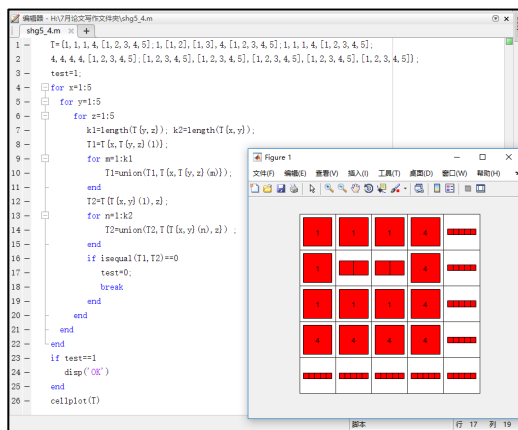 编辑器 - H:\7月论文写作文件夹\shg5_4.m
shg5_4.m × +
1 - T={1,1,1,4,[1,2,3,4,5];1,[1,2],[1,3],4,[1,2,3,4,5];1,1,1,4,[1,2,3,4,5];
2 4,4,4,4,[1,2,3,4,5];[1,2,3,4,5],[1,2,3,4,5],[1,2,3,4,5],[1,2,3,4,5],[1,2,3,4,5]};
3 - test=1;
4 - for x=1:5
5 - for y=1:5
6 - for z=1:5
7 - k1=length(T{y,z}); k2=length(T{x,y});
8 - T1=T{x,T{y,z}(1)};
9 - for m=1:k1
10 - T1=union(T1,T{x,T{y,z}(m)});
11 - end
12 - T2=T{T{x,y}(1),z};
13 - for n=1:k2
14 - T2=union(T2,T{T{x,y}(n),z}) ;
15 - end
16 - if isequal(T1,T2)==0
17 - test=0;
18 - break
19 - end
20 - end
21 - end
22 - end
23 - if test==1
24 - disp('OK')
25 - end
26 - cellplot(T)
Figure 1
文件(F) 编辑(E) 查看(V) 插入(I) 工具(T) 桌面(D) 窗口(W) 帮助(H)
1 1 1 4
1 4
1 1 1 4
4 4 4 4
脚本 行 17 列 19